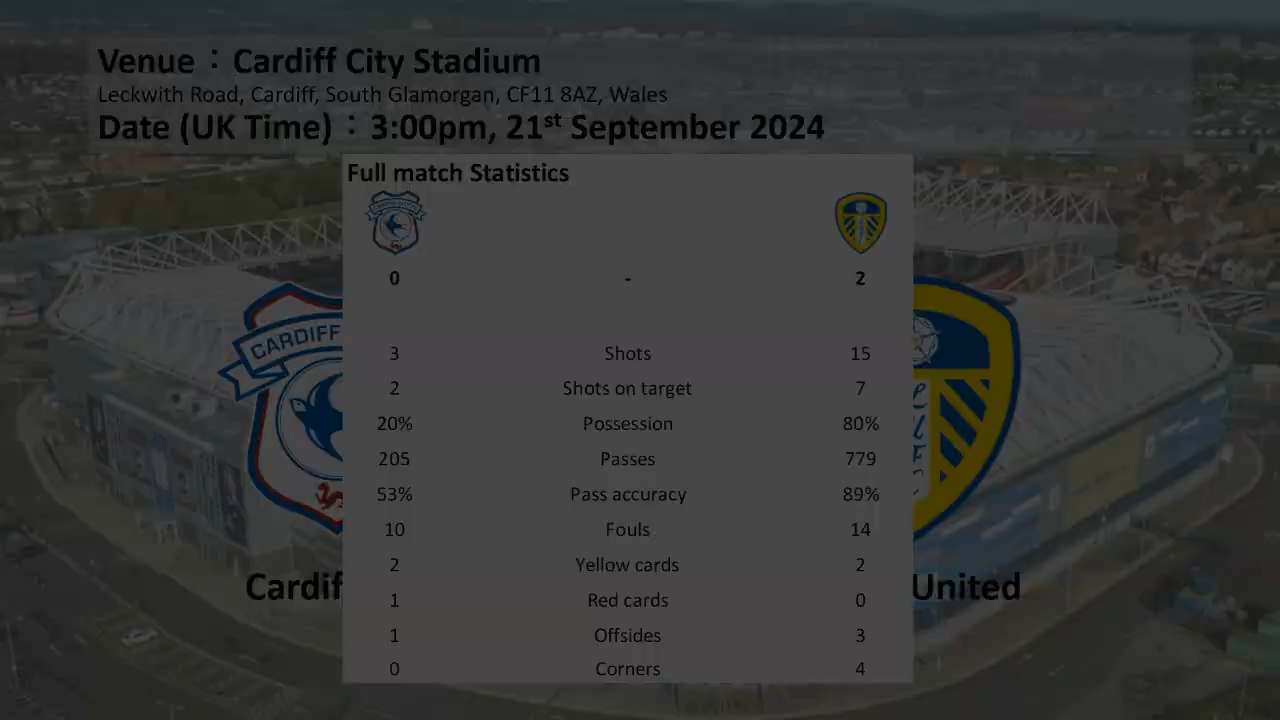 Venue：Cardiff City Stadium
Leckwith Road, Cardiff, South Glamorgan, CF11 8AZ, Wales
Date (UK Time)：3:00pm, 21st September 2024
Full match Statistics
0 - 2
3 Shots 15
2 Shots on target 7
20% Possession 80%
205 Passes 779
53% Pass accuracy 89%
10 Fouls 14
2 Yellow cards 2
1 Red cards 0
1 Offsides 3
0 Corners 4
CARDIFF
Cardif
United